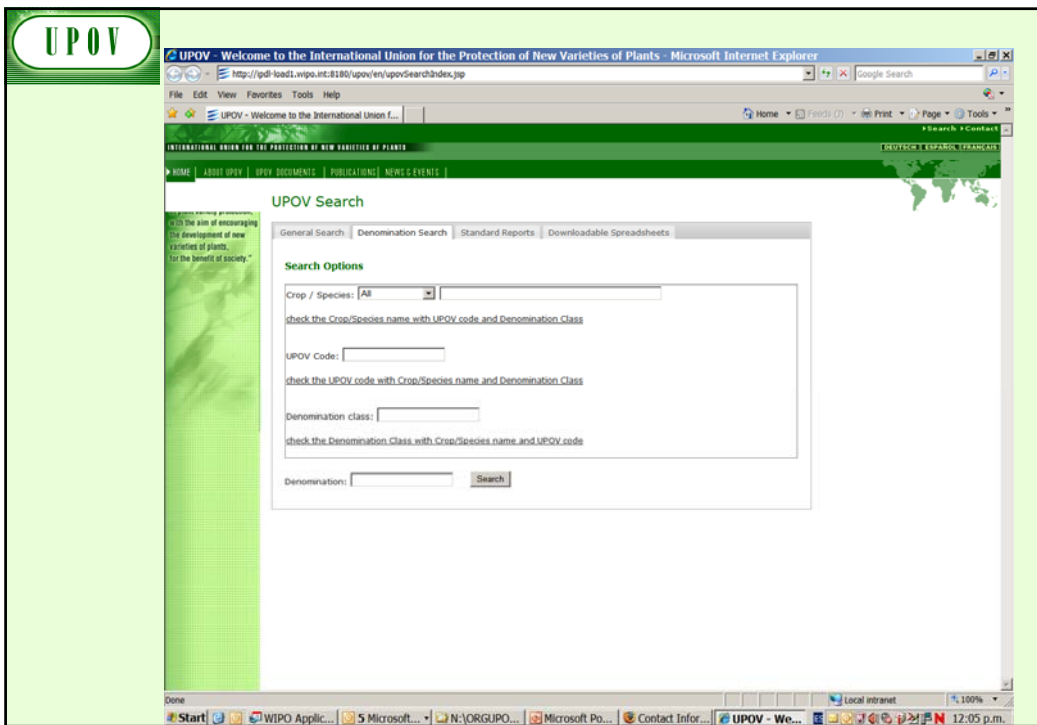 UPOV
UPOV - Welcome to the International Union for the Protection of New Varieties of Plants - Microsoft Internet Explorer
http://ipdl-load1.wipo.int:8180/upov/en/upovSearchIndex.jsp
Google Search
File Edit View Favorites Tools Help
UPOV - Welcome to the International Union f...
Home Feeds (J) Print Page Tools »
Search Contact
INTERNATIONAL UNION FOR THE PROTECTION OF NEW VARIETIES OF PLANTS
DEUTSCH | ESPAÑOL | FRANÇAIS
HOME | ABOUT UPOV | UPOV DOCUMENTS | PUBLICATIONS | NEWS & EVENTS |
UPOV Search
of plant variety protection,
with the aim of encouraging
the development of new
varieties of plants,
for the benefit of society."
General Search Denomination Search Standard Reports Downloadable Spreadsheets
Search Options
Crop / Species: All
check the Crop/Species name with UPOV code and Denomination Class
UPOV Code:
check the UPOV code with Crop/Species name and Denomination Class
Denomination class:
check the Denomination Class with Crop/Species name and UPOV code
Denomination: Search
Done Local intranet 100%
Start WIPO Applic... 5 Microsoft... N:\ORGUPO... Microsoft Po... Contact Infor... UPOV - We... 12:05 p.m.